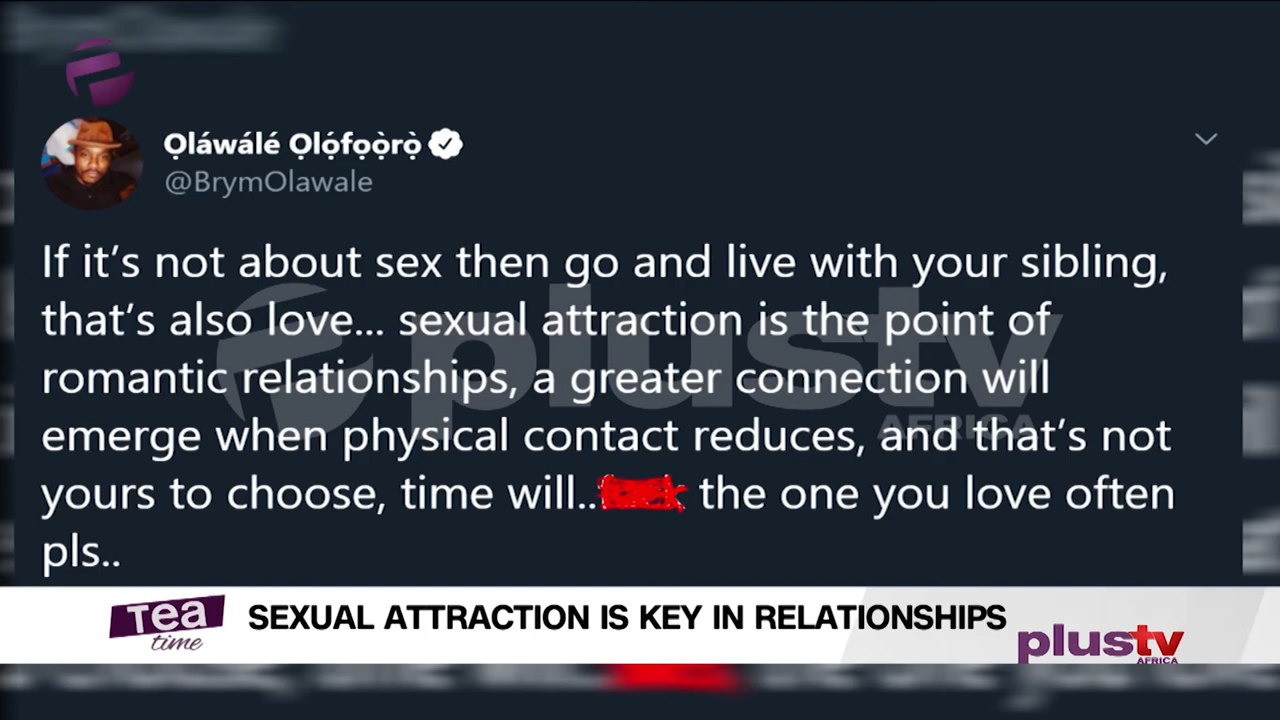 Ọláwálé Ọlọ́fọọ̀rọ̀
@BrymOlawale
If it's not about sex then go and live with your sibling,
that's also love... sexual attraction is the point of
romantic relationships, a greater connection will
emerge when physical contact reduces, and that's not
yours to choose, time will.. the one you love often
pls..
plustv
AFRICA
Tea
time
SEXUAL ATTRACTION IS KEY IN RELATIONSHIPS
plustv
AFRICA